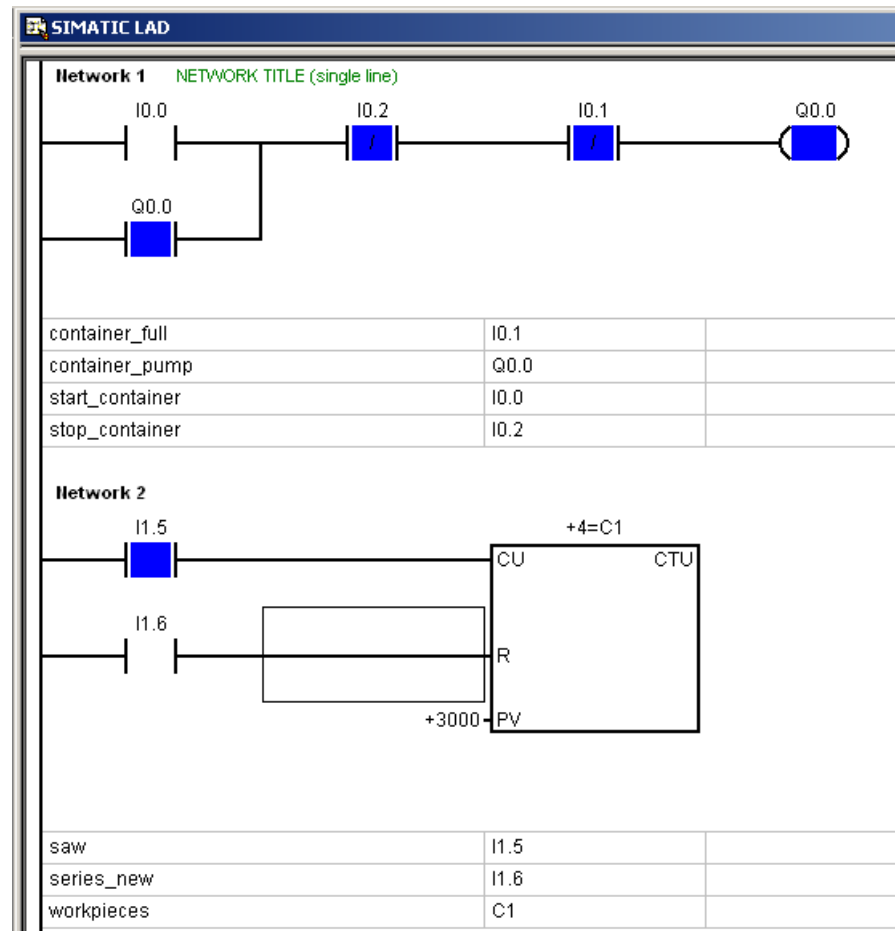 SIMATIC LAD
Network 1 NETWORK TITLE (single line)
I0.0 I0.2 I0.1 Q0.0
/ /
Q0.0
container_full I0.1
container_pump Q0.0
start_container I0.0
stop_container I0.2
Network 2
I1.5 +4=C1
CU CTU
I1.6
R
+3000 PV
saw I1.5
series_new I1.6
workpieces C1